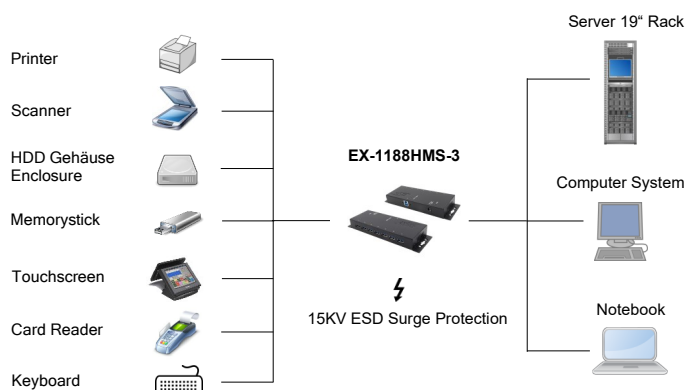 Server 19“ Rack
Printer
Scanner
HDD Gehäuse
Enclosure
EX-1188HMS-3
Computer System
Memorystick
Touchscreen
15KV ESD Surge Protection
Notebook
Card Reader
Keyboard